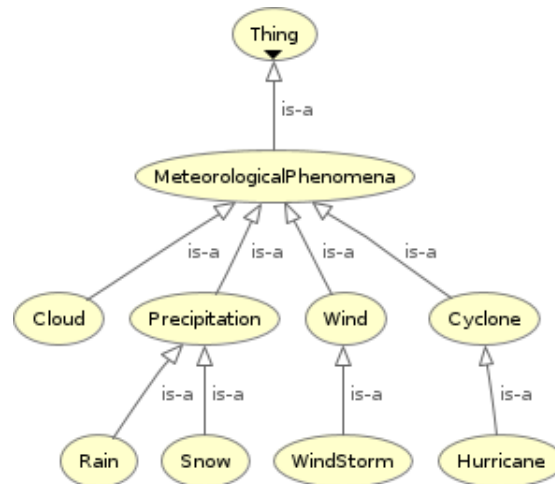 Thing
is-a
MeteorologicalPhenomena
is-a
is-a
is-a
is-a
Cloud
Precipitation
Wind
Cyclone
is-a
is-a
is-a
is-a
Rain
Snow
WindStorm
Hurricane